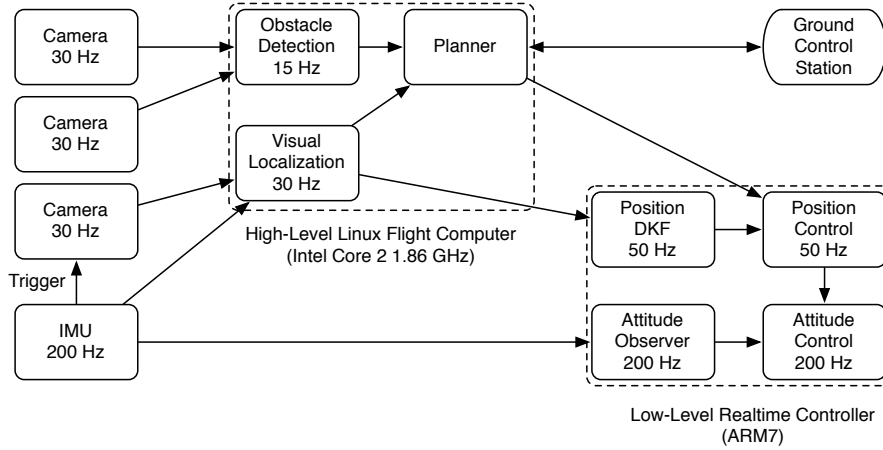 Camera
30 Hz
Obstacle
Detection
15 Hz
Planner
Ground
Control
Station
Camera
30 Hz
Visual
Localization
30 Hz
Camera
30 Hz
High-Level Linux Flight Computer
(Intel Core 2 1.86 GHz)
Position
DKF
50 Hz
Position
Control
50 Hz
Trigger
IMU
200 Hz
Attitude
Observer
200 Hz
Attitude
Control
200 Hz
Low-Level Realtime Controller
(ARM7)